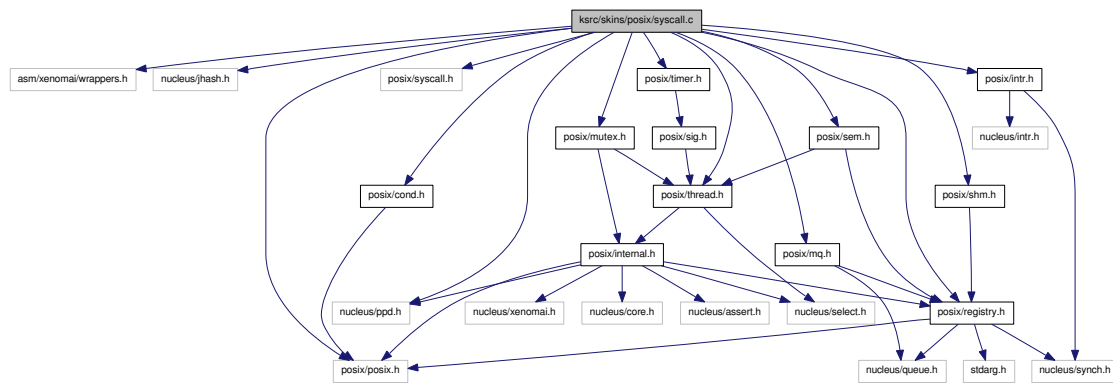 ksrc/skins/posix/syscall.c
asm/xenomai/wrappers.h
nucleus/jhash.h
posix/syscall.h
posix/timer.h
posix/intr.h
posix/mutex.h
posix/sig.h
posix/sem.h
nucleus/intr.h
posix/cond.h
posix/thread.h
posix/shm.h
posix/internal.h
posix/mq.h
nucleus/ppd.h
nucleus/xenomai.h
nucleus/core.h
nucleus/assert.h
nucleus/select.h
posix/registry.h
posix/posix.h
nucleus/queue.h
stdarg.h
nucleus/synch.h